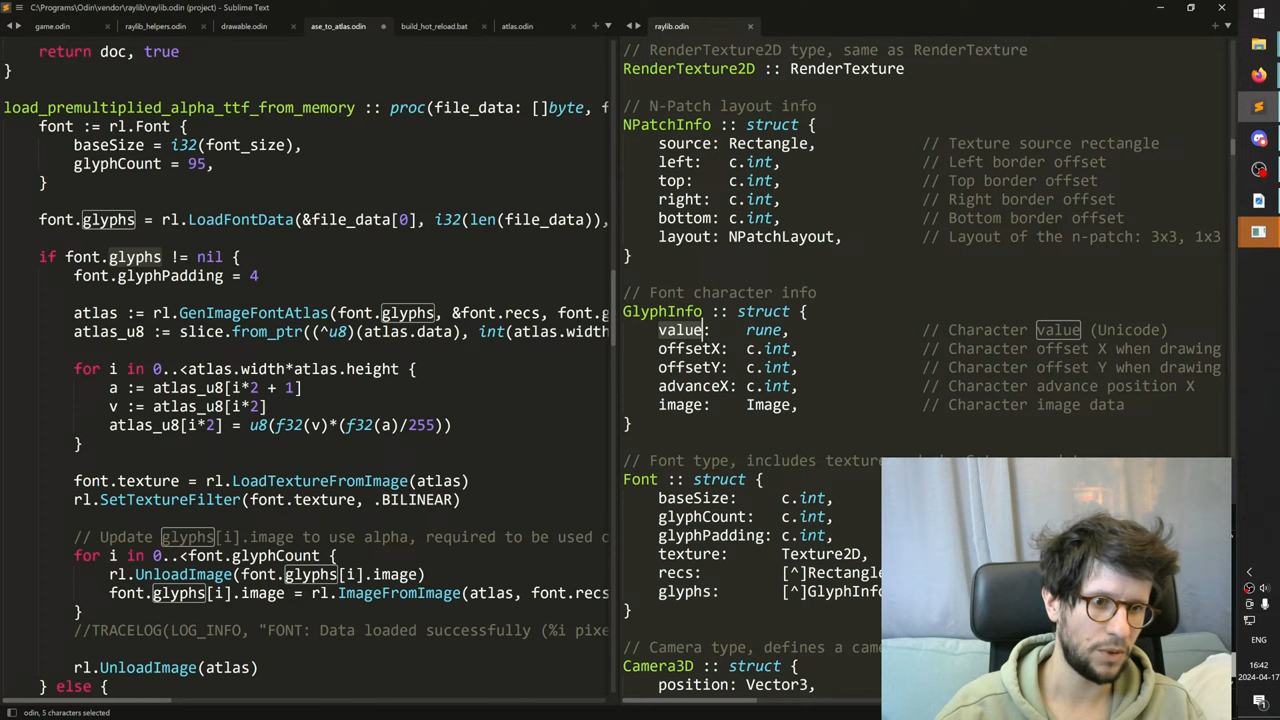 C:\Programs\Odin\vendor\raylib\raylib.odin (project) - Sublime Text
game.odin
raylib_helpers.odin
drawable.odin
ase_to_atlas.odin
build_hot_reload.bat
atlas.odin
return doc, true
}
load_premultiplied_alpha_ttf_from_memory :: proc(file_data: []byte, f
font := rl.Font {
baseSize = i32(font_size),
glyphCount = 95,
}
font.glyphs = rl.LoadFontData(&file_data[0], i32(len(file_data)),
if font.glyphs != nil {
font.glyphPadding = 4
atlas := rl.GenImageFontAtlas(font.glyphs, &font.recs, font.g
atlas_u8 := slice.from_ptr((^u8)(atlas.data), int(atlas.width
for i in 0..<atlas.width*atlas.height {
a := atlas_u8[i*2 + 1]
v := atlas_u8[i*2]
atlas_u8[i*2] = u8(f32(v)*(f32(a)/255))
}
font.texture = rl.LoadTextureFromImage(atlas)
rl.SetTextureFilter(font.texture, .BILINEAR)
// Update glyphs[i].image to use alpha, required to be used c
for i in 0..<font.glyphCount {
rl.UnloadImage(font.glyphs[i].image)
font.glyphs[i].image = rl.ImageFromImage(atlas, font.recs
}
//TRACELOG(LOG_INFO, "FONT: Data loaded successfully (%i pixe
rl.UnloadImage(atlas)
} else {
odin, 5 characters selected
raylib.odin
// RenderTexture2D type, same as RenderTexture
RenderTexture2D :: RenderTexture
// N-Patch layout info
NPatchInfo :: struct {
source: Rectangle, // Texture source rectangle
left: c.int, // Left border offset
top: c.int, // Top border offset
right: c.int, // Right border offset
bottom: c.int, // Bottom border offset
layout: NPatchLayout, // Layout of the n-patch: 3x3, 1x3
}
// Font character info
GlyphInfo :: struct {
value: rune, // Character value (Unicode)
offsetX: c.int, // Character offset X when drawing
offsetY: c.int, // Character offset Y when drawing
advanceX: c.int, // Character advance position X
image: Image, // Character image data
}
// Font type, includes texture
Font :: struct {
baseSize: c.int,
glyphCount: c.int,
glyphPadding: c.int,
texture: Texture2D,
recs: [^]Rectangle
glyphs: [^]GlyphInfo
}
// Camera type, defines a came
Camera3D :: struct {
position: Vector3,
16:42
2024-04-17